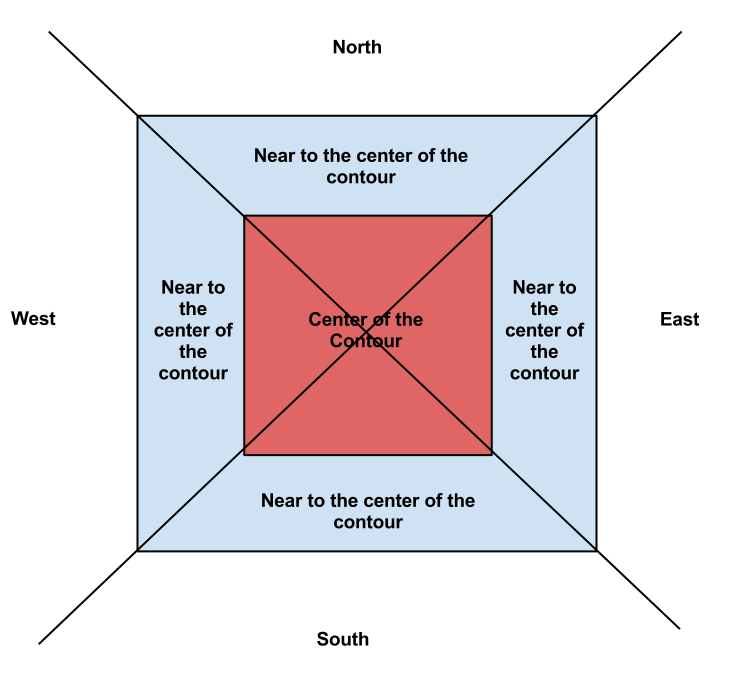 North
Near to the center of the
contour
West
Near to
the
center of
the
contour
Center of the
Contour
Near to
the
center of
the
contour
East
Near to the center of the
contour
South